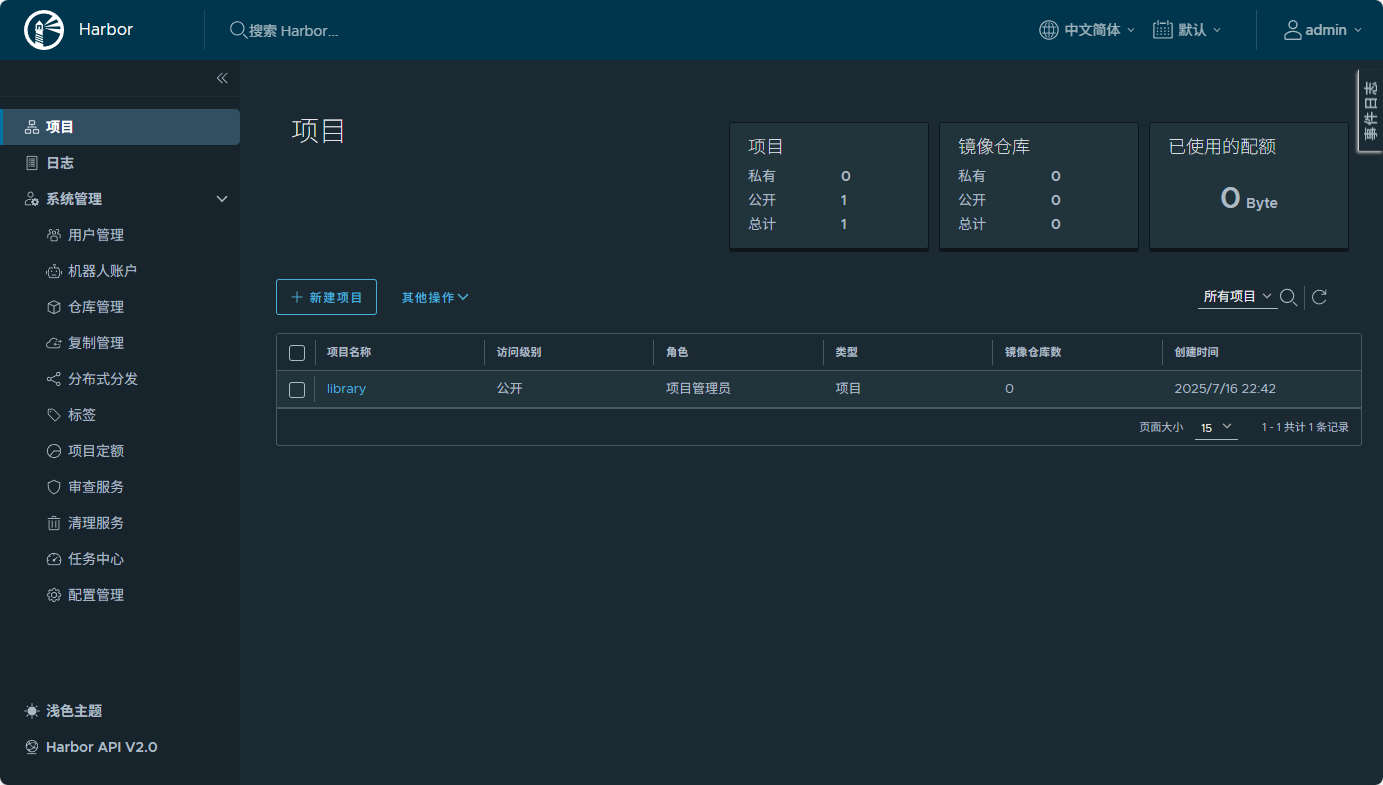 Harbor
搜索 Harbor...
中文简体
默认
admin
事件日志
项目
日志
系统管理
用户管理
机器人账户
仓库管理
复制管理
分布式分发
标签
项目定额
审查服务
清理服务
任务中心
配置管理
浅色主题
Harbor API V2.0
项目
项目
私有 0
公开 1
总计 1
镜像仓库
私有 0
公开 0
总计 0
已使用的配额
0 Byte
新建项目
其他操作
所有项目
项目名称 访问级别 角色 类型 镜像仓库数 创建时间
library 公开 项目管理员 项目 0 2025/7/16 22:42
页面大小 15 1 - 1 共计 1 条记录